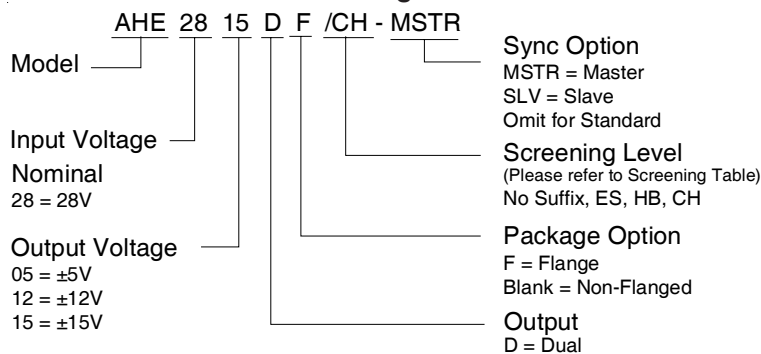 AHE 28 15 D F /CH - MSTR
Model
Input Voltage
Nominal
28 = 28V
Output Voltage
05 = ±5V
12 = ±12V
15 = ±15V
Sync Option
MSTR = Master
SLV = Slave
Omit for Standard
Screening Level
(Please refer to Screening Table)
No Suffix, ES, HB, CH
Package Option
F = Flange
Blank = Non-Flanged
Output
D = Dual